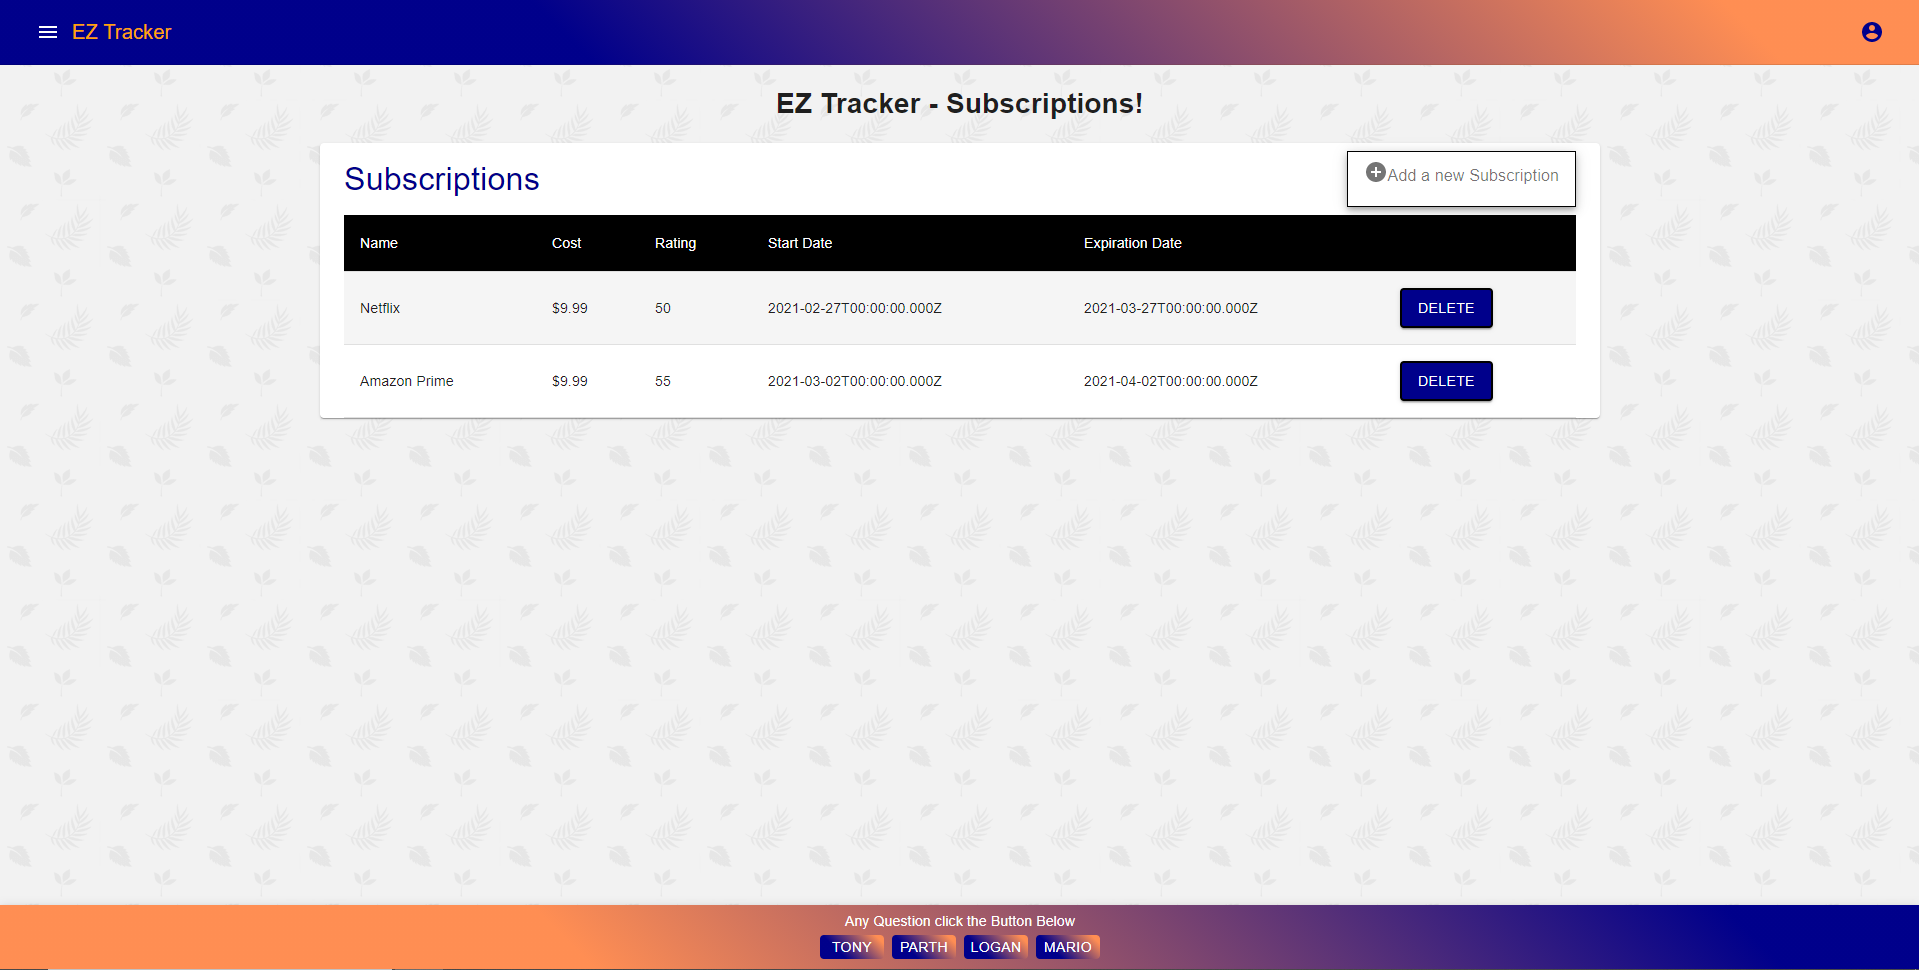 EZ Tracker
EZ Tracker - Subscriptions!
Subscriptions
Add a new Subscription
Name Cost Rating Start Date Expiration Date
Netflix $9.99 50 2021-02-27T00:00:00.000Z 2021-03-27T00:00:00.000Z DELETE
Amazon Prime $9.99 55 2021-03-02T00:00:00.000Z 2021-04-02T00:00:00.000Z DELETE
Any Question click the Button Below
TONY PARTH LOGAN MARIO